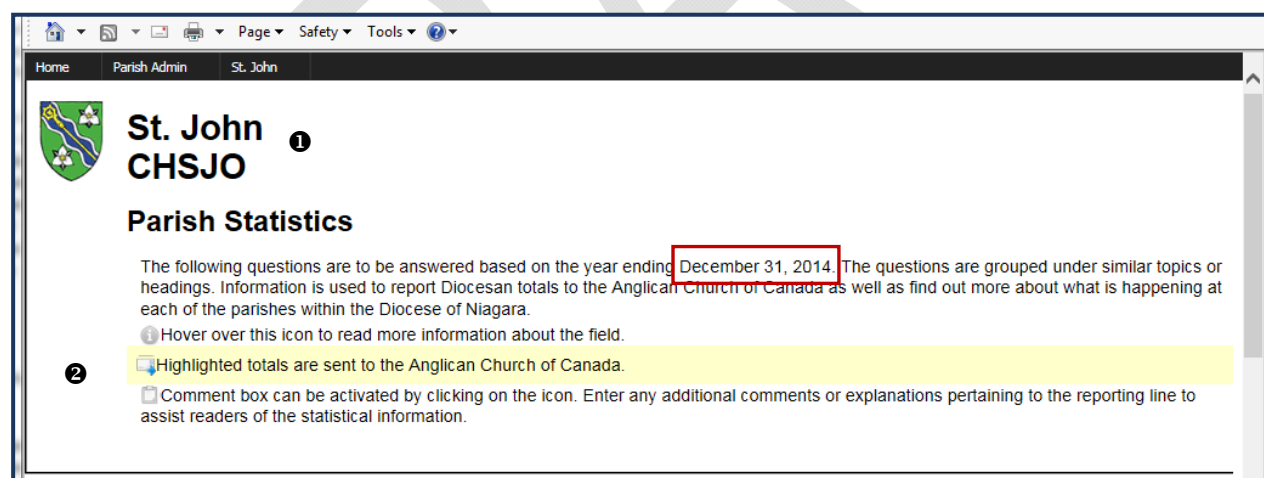 Page Safety Tools
Home Parish Admin St. John
St. John ❶
CHSJO
Parish Statistics
The following questions are to be answered based on the year ending December 31, 2014. The questions are grouped under similar topics or
headings. Information is used to report Diocesan totals to the Anglican Church of Canada as well as find out more about what is happening at
each of the parishes within the Diocese of Niagara.
Hover over this icon to read more information about the field.
❷ Highlighted totals are sent to the Anglican Church of Canada.
Comment box can be activated by clicking on the icon. Enter any additional comments or explanations pertaining to the reporting line to
assist readers of the statistical information.